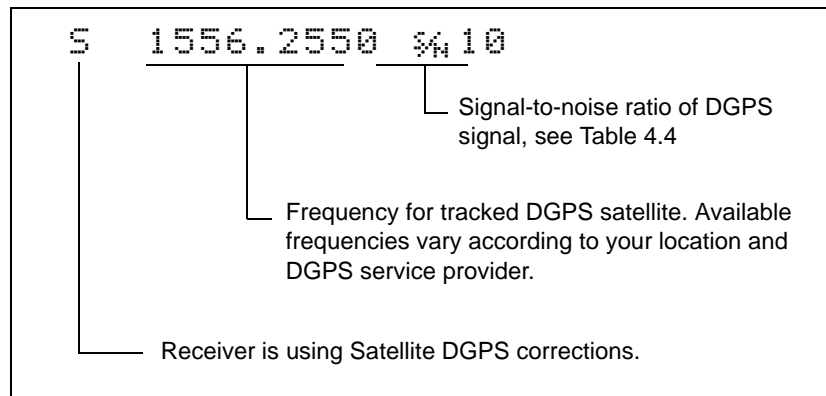 S 1556.2550 S/N 10
Signal-to-noise ratio of DGPS
signal, see Table 4.4
Frequency for tracked DGPS satellite. Available
frequencies vary according to your location and
DGPS service provider.
Receiver is using Satellite DGPS corrections.